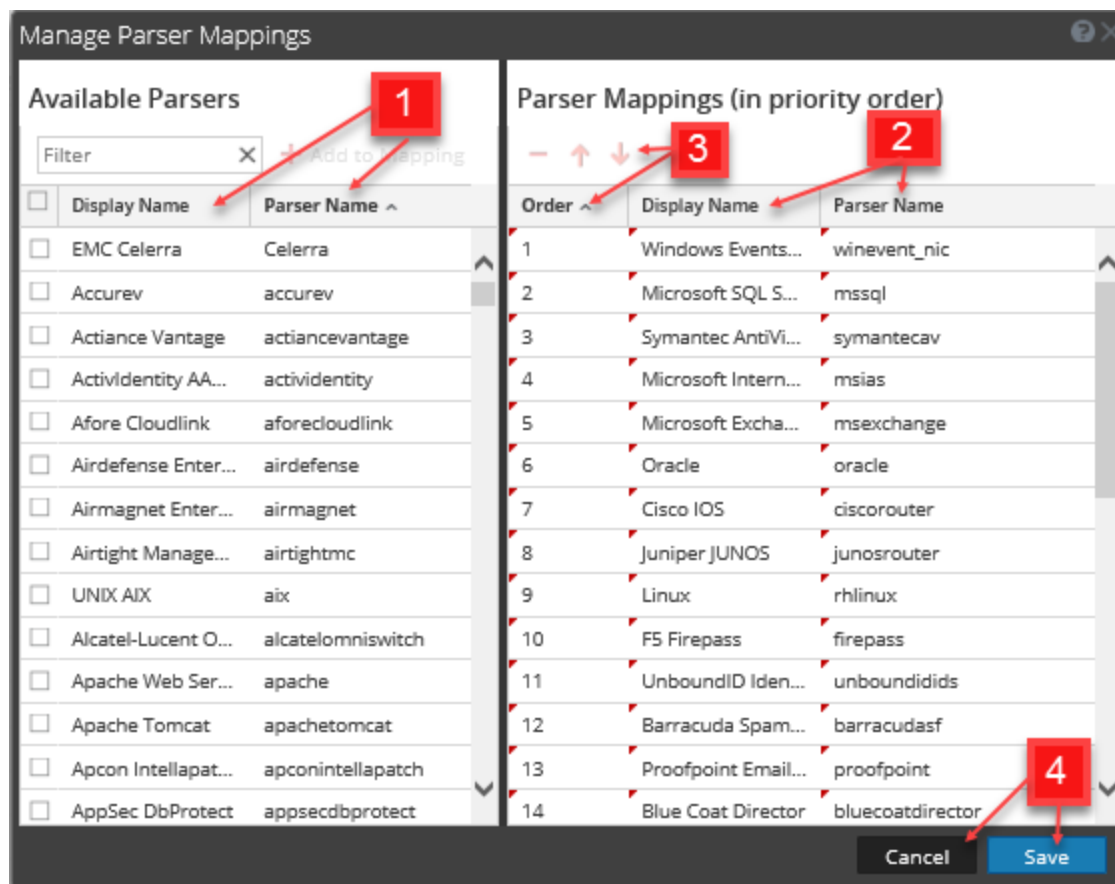 Manage Parser Mappings
Available Parsers
1
Filter
Add to Mapping
Display Name Parser Name
EMC Celerra Celerra
Accurev accurev
Actiance Vantage actiancevantage
ActivIdentity AA... actividentity
Afore Cloudlink aforecloudlink
Airdefense Enter... airdefense
Airmagnet Enter... airmagnet
Airtight Manage... airtightmc
UNIX AIX aix
Alcatel-Lucent O... alcatelomniswitch
Apache Web Ser... apache
Apache Tomcat apachetomcat
Apcon Intellapat... apconintellapatch
AppSec DbProtect appsecdbprotect
Parser Mappings (in priority order)
3
2
Order Display Name Parser Name
1 Windows Events... winevent_nic
2 Microsoft SQL S... mssql
3 Symantec AntiVi... symantecav
4 Microsoft Intern... msias
5 Microsoft Excha... msexchange
6 Oracle oracle
7 Cisco IOS ciscorouter
8 Juniper JUNOS junosrouter
9 Linux rhlinux
10 F5 Firepass firepass
11 UnboundID Iden... unboundidids
12 Barracuda Spam... barracudasf
13 Proofpoint Email... proofpoint
14 Blue Coat Director bluecoatdirector
4
Cancel Save